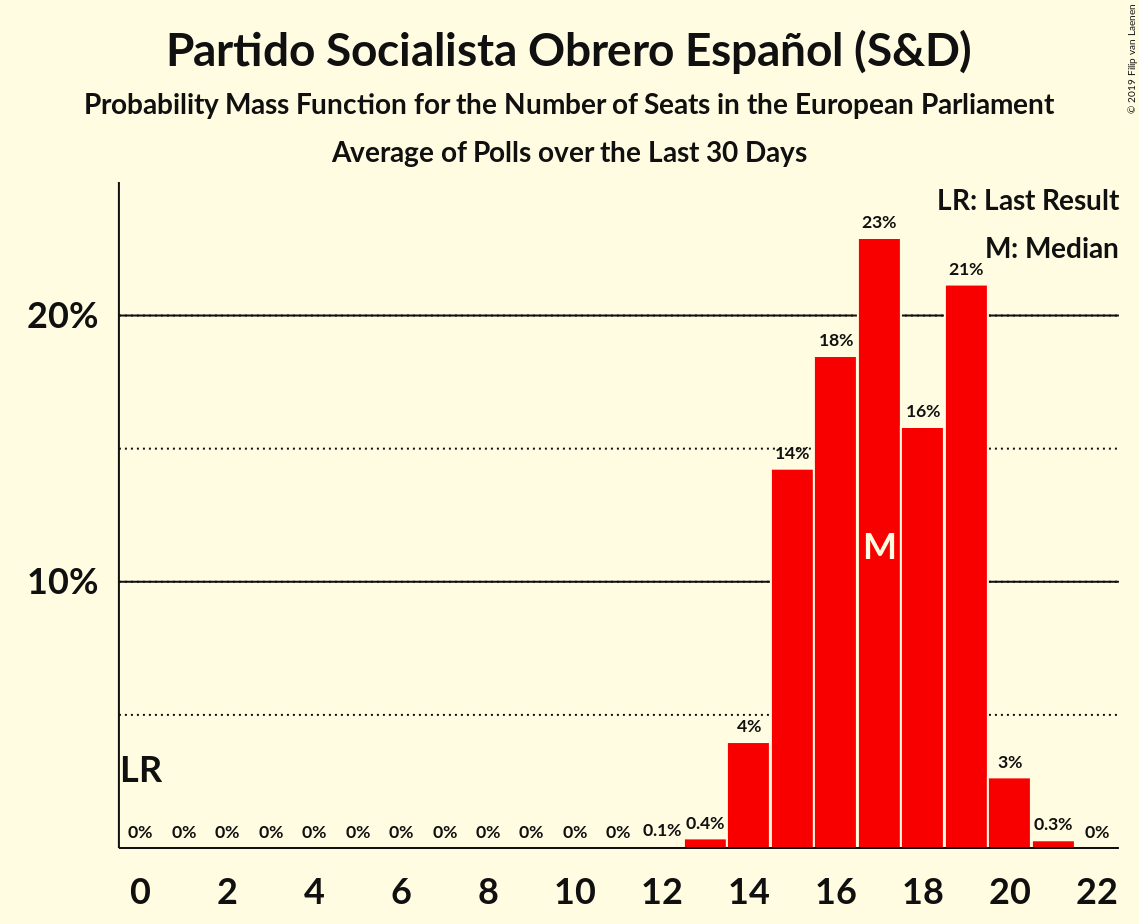 Partido Socialista Obrero Español (S&D)
Probability Mass Function for the Number of Seats in the European Parliament
Average of Polls over the Last 30 Days
© 2019 Filip van Laenen
LR: Last Result
M: Median
23%
21%
20%
18%
16%
14%
M
10%
4%
LR
3%
0% 0% 0% 0% 0% 0% 0% 0% 0% 0% 0% 0% 0.1% 0.4% 0.3% 0%
0 2 4 6 8 10 12 14 16 18 20 22